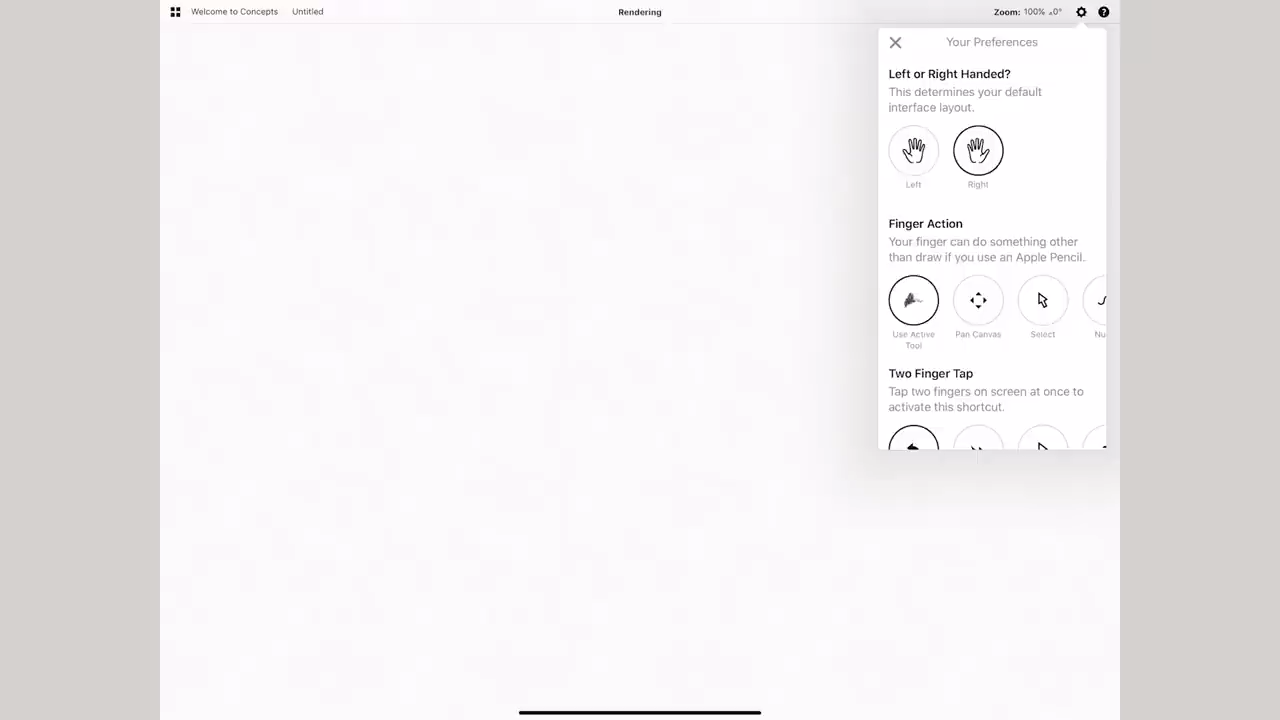 Welcome to Concepts
Untitled
Rendering
Zoom: 100% ⊿0°
Your Preferences
Left or Right Handed?
This determines your default
interface layout.
Left
Right
Finger Action
Your finger can do something other
than draw if you use an Apple Pencil.
Use Active
Tool
Pan Canvas
Select
Nu
Two Finger Tap
Tap two fingers on screen at once to
activate this shortcut.